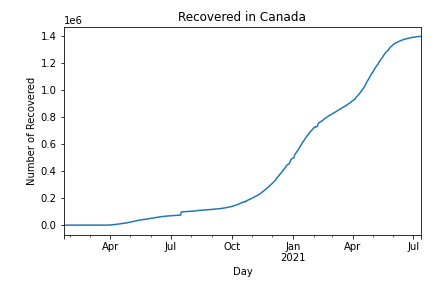 Recovered in Canada
1e6
1.4
1.2
1.0
0.8
0.6
0.4
0.2
0.0
Number of Recovered
Apr Jul Oct Jan Apr Jul
2021
Day